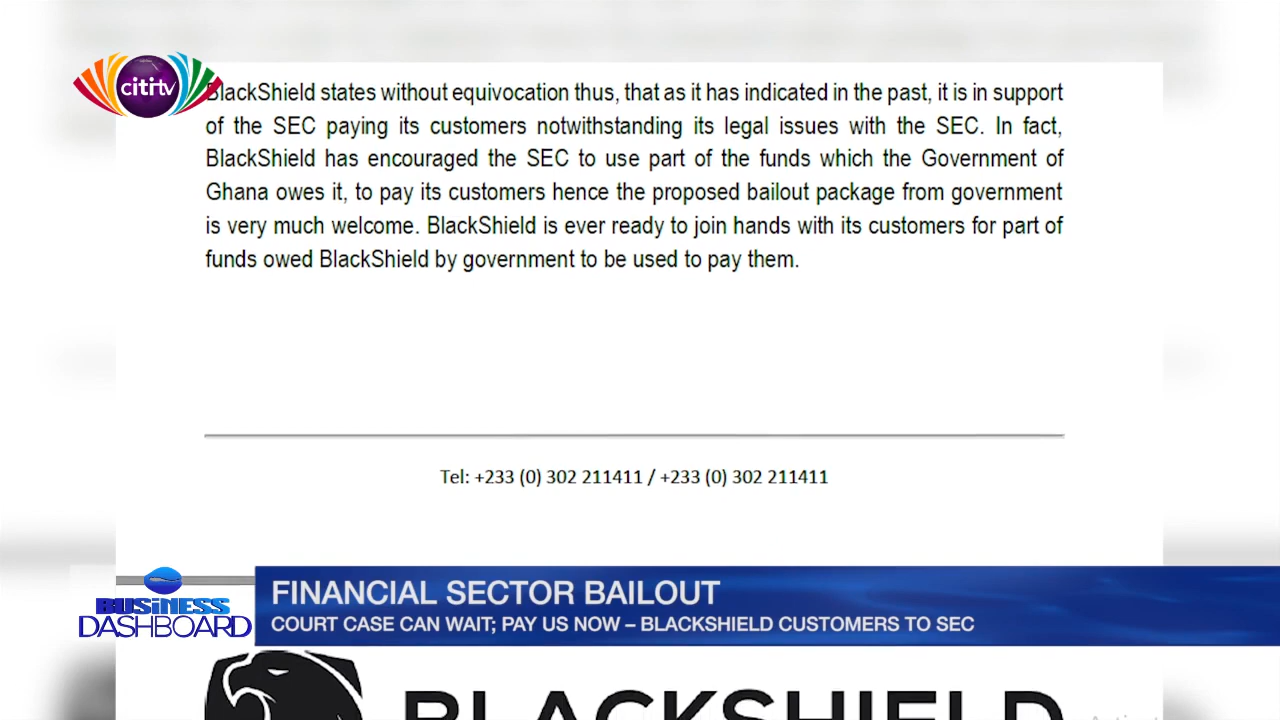 citi tv
BlackShield states without equivocation thus, that as it has indicated in the past, it is in support
of the SEC paying its customers notwithstanding its legal issues with the SEC. In fact,
BlackShield has encouraged the SEC to use part of the funds which the Government of
Ghana owes it, to pay its customers hence the proposed bailout package from government
is very much welcome. BlackShield is ever ready to join hands with its customers for part of
funds owed BlackShield by government to be used to pay them.
Tel: +233 (0) 302 211411 / +233 (0) 302 211411
BUSiNESS
DASHBOARD
FINANCIAL SECTOR BAILOUT
COURT CASE CAN WAIT; PAY US NOW – BLACKSHIELD CUSTOMERS TO SEC
BLACKSHIELD